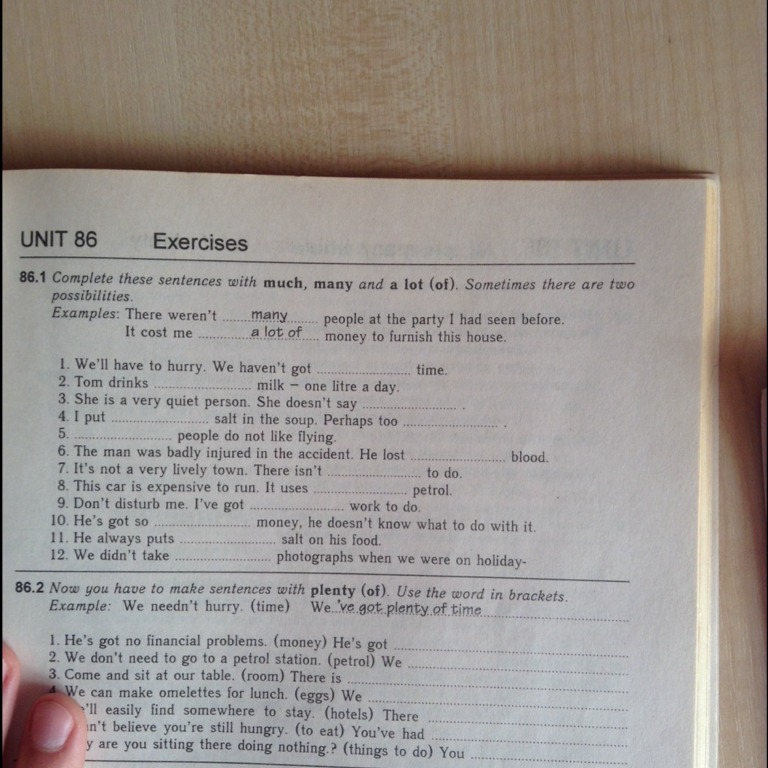 UNIT 86 Exercises
86.1 Complete these sentences with much, many and a lot (of). Sometimes there are two
possibilities.
Examples: There weren't ........many........ people at the party I had seen before.
It cost me ............a lot of.... money to furnish this house.
1. We'll have to hurry. We haven't got ........................ time.
2. Tom drinks ........................ milk – one litre a day.
3. She is a very quiet person. She doesn't say ........................ .
4. I put ........................ salt in the soup. Perhaps too ........................ .
5. ........................ people do not like flying.
6. The man was badly injured in the accident. He lost ........................ blood.
7. It's not a very lively town. There isn't ........................ to do.
8. This car is expensive to run. It uses ........................ petrol.
9. Don't disturb me. I've got ........................ work to do.
10. He's got so ........................ money, he doesn't know what to do with it.
11. He always puts ........................ salt on his food.
12. We didn't take ........................ photographs when we were on holiday-
86.2 Now you have to make sentences with plenty (of). Use the word in brackets.
Example: We needn't hurry. (time) We..'ve got plenty of time................
1. He's got no financial problems. (money) He's got ................................
2. We don't need to go to a petrol station. (petrol) We ................................
3. Come and sit at our table. (room) There is ................................
4. We can make omelettes for lunch. (eggs) We ................................
'll easily find somewhere to stay. (hotels) There ................................
n't believe you're still hungry. (to eat) You've had ................................
y are you sitting there doing nothing.? (things to do) You ................................